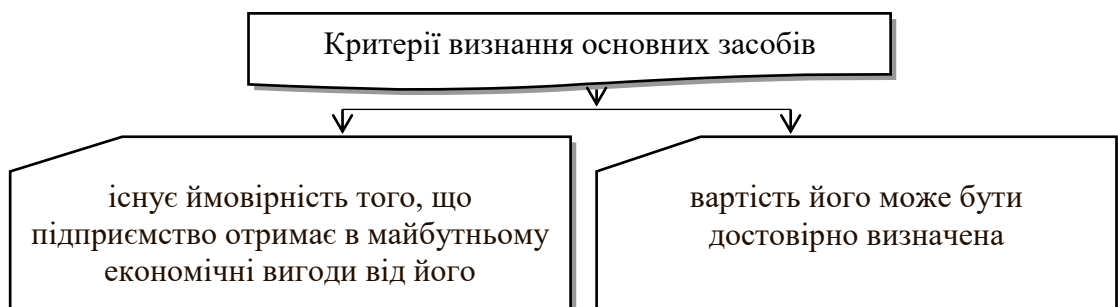 Критерії визнання основних засобів
існує ймовірність того, що
підприємство отримає в майбутньому
економічні вигоди від його
вартість його може бути
достовірно визначена